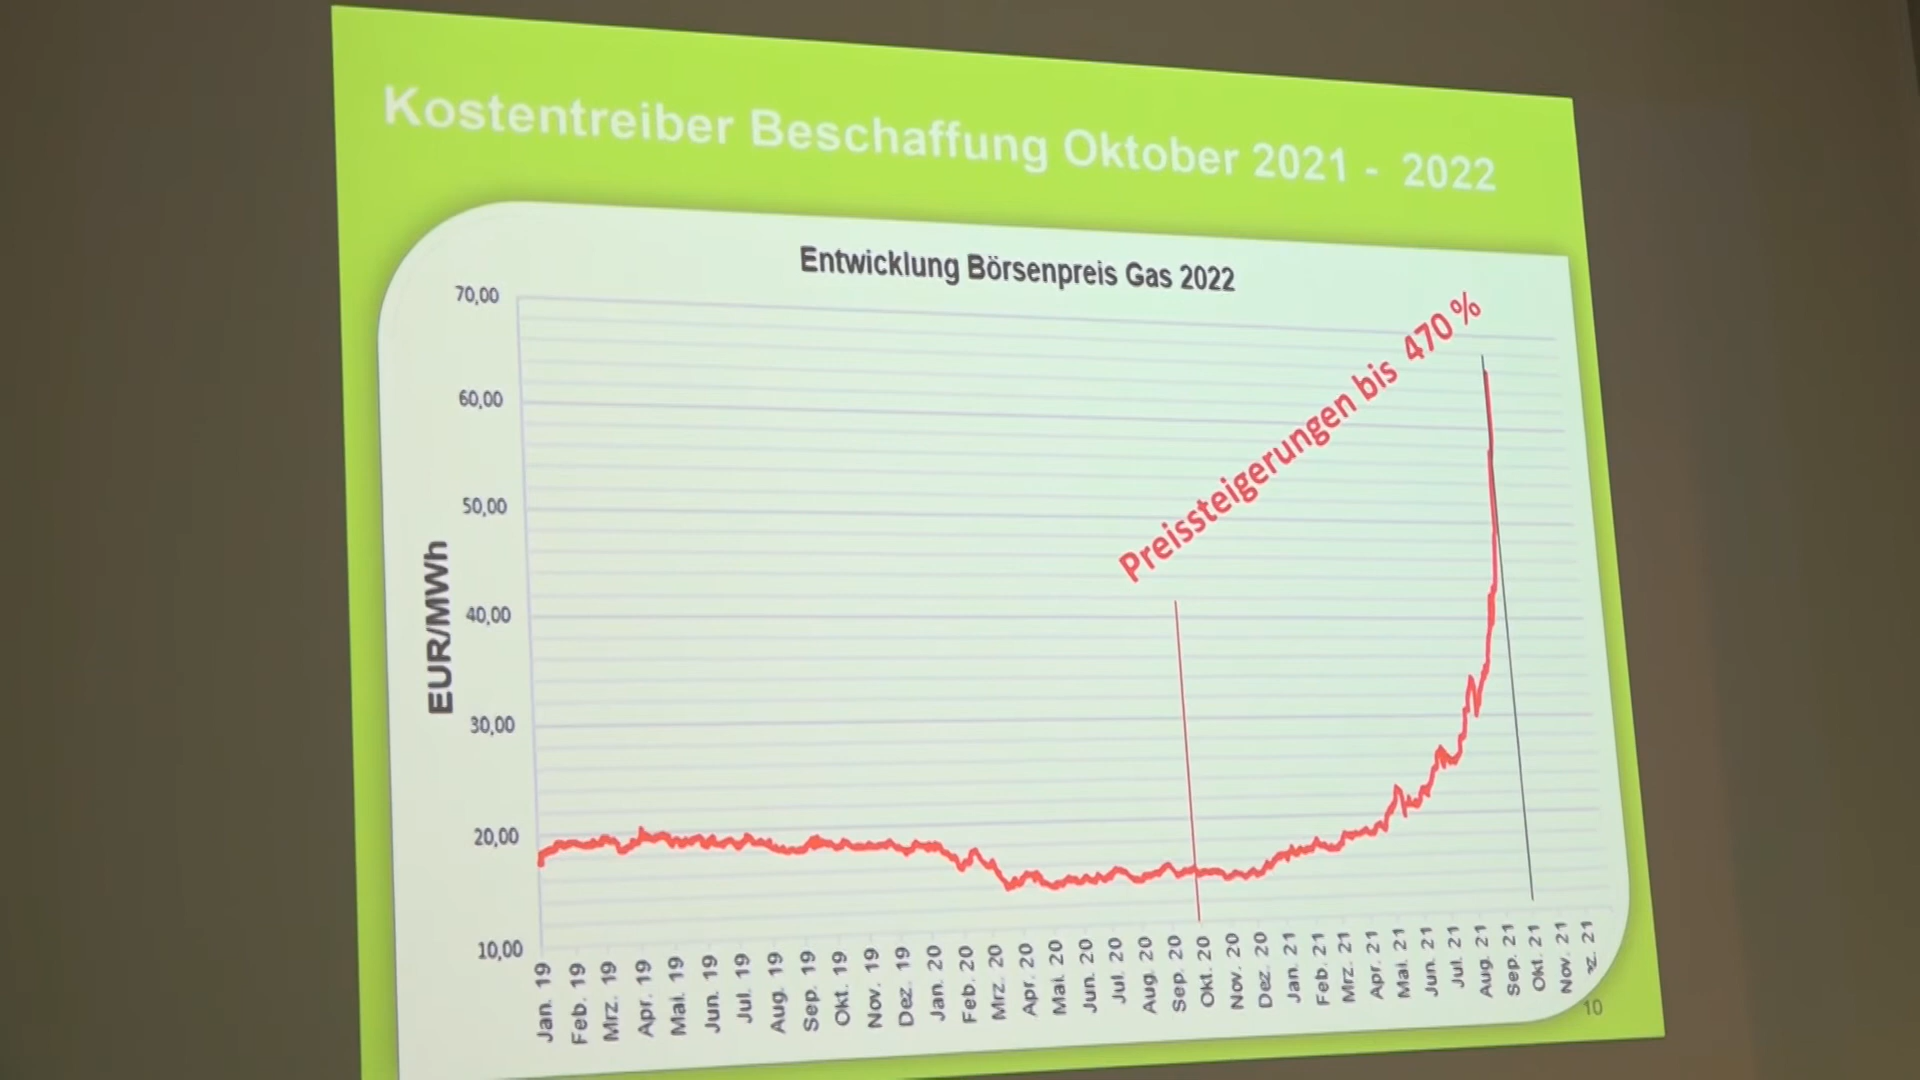 Kostentreiber Beschaffung Oktober 2021 - 2022
Entwicklung Börsenpreis Gas 2022
Preissteigerungen bis 470 %
EUR/MWh
70,00
60,00
50,00
40,00
30,00
20,00
10,00
Jan. 19
Feb. 19
Mrz. 19
Apr. 19
Mai. 19
Jun. 19
Jul. 19
Aug. 19
Sep. 19
Okt. 19
Nov. 19
Dez. 19
Jan. 20
Feb. 20
Mrz. 20
Apr. 20
Mai. 20
Jun. 20
Jul. 20
Aug. 20
Sep. 20
Okt. 20
Nov. 20
Dez. 20
Jan. 21
Feb. 21
Mrz. 21
Apr. 21
Mai. 21
Jun. 21
Jul. 21
Aug. 21
Sep. 21
Okt. 21
Nov. 21
z. 21
10